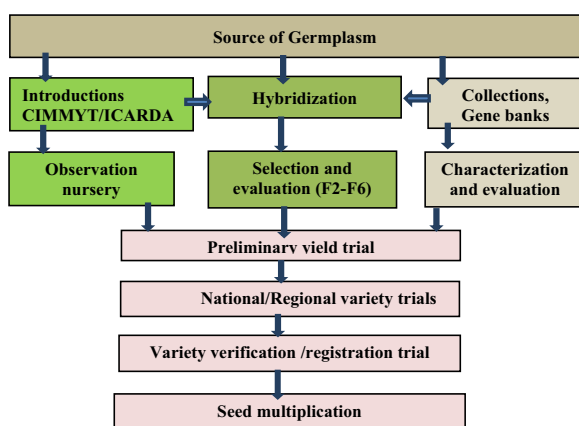 Source of Germplasm
Introductions
CIMMYT/ICARDA
Hybridization
Collections,
Gene banks
Observation
nursery
Selection and
evaluation (F2-F6)
Characterization
and evaluation
Preliminary yield trial
National/Regional variety trials
Variety verification /registration trial
Seed multiplication